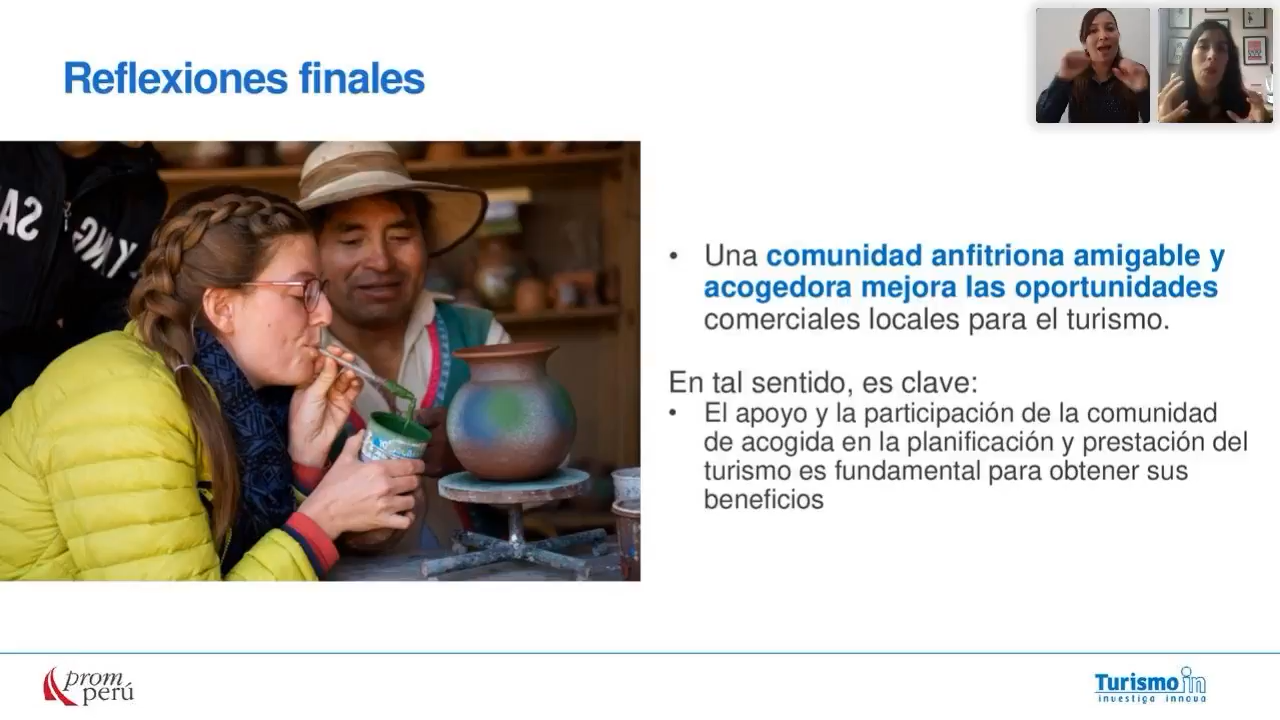 Reflexiones finales
• Una comunidad anfitriona amigable y
acogedora mejora las oportunidades
comerciales locales para el turismo.
En tal sentido, es clave:
• El apoyo y la participación de la comunidad
de acogida en la planificación y prestación del
turismo es fundamental para obtener sus
beneficios
prom
perú
Turismo in
investiga innova